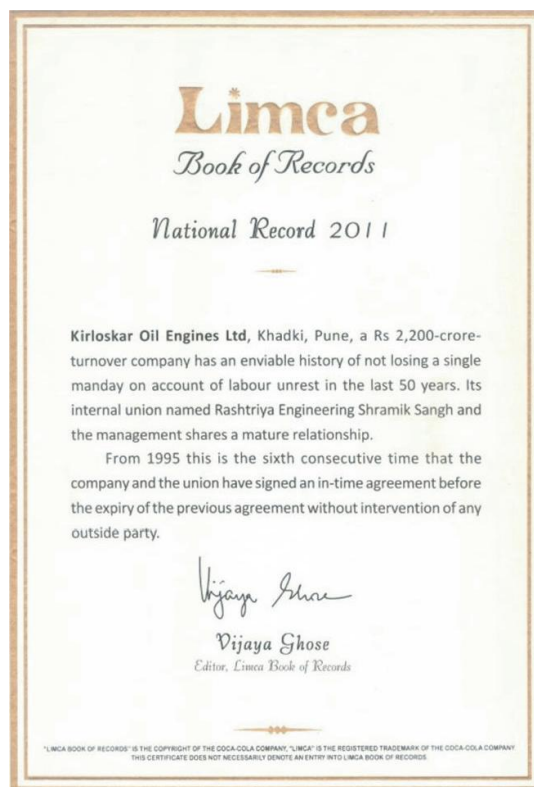 Limca
Book of Records
National Record 2011
Kirloskar Oil Engines Ltd, Khadki, Pune, a Rs 2,200-crore-
turnover company has an enviable history of not losing a single
manday on account of labour unrest in the last 50 years. Its
internal union named Rashtriya Engineering Shramik Sangh and
the management shares a mature relationship.
From 1995 this is the sixth consecutive time that the
company and the union have signed an in-time agreement before
the expiry of the previous agreement without intervention of any
outside party.
Vijaya Ghose
Vijaya Ghose
Editor, Limca Book of Records
"LIMCA BOOK OF RECORDS" IS THE COPYRIGHT OF THE COCA-COLA COMPANY, "LIMCA" IS THE REGISTERED TRADEMARK OF THE COCA-COLA COMPANY
THIS CERTIFICATE DOES NOT NECESSARILY DENOTE AN ENTRY INTO LIMCA BOOK OF RECORDS.